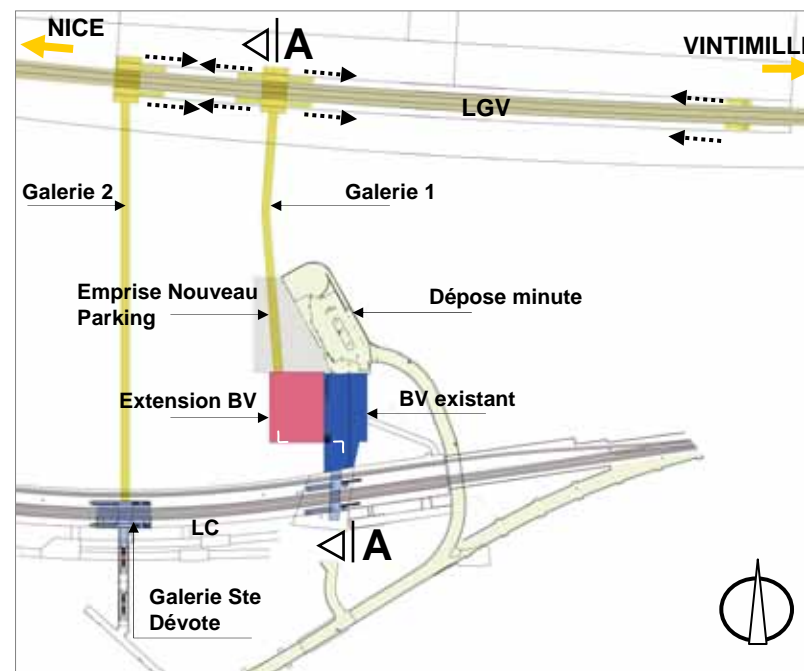 NICE
A
VINTIMILLE
LGV
Galerie 2
Galerie 1
Emprise Nouveau
Parking
Dépose minute
Extension BV
BV existant
LC
A
Galerie Ste
Dévote